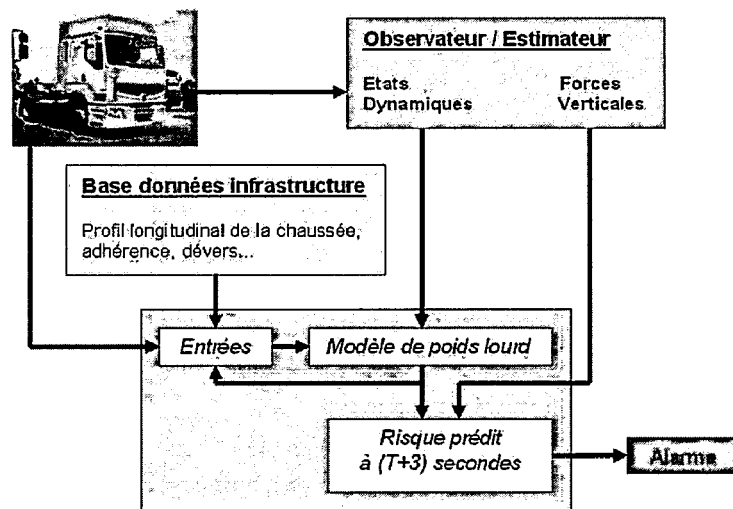 Observateur / Estimateur
Etats
Dynamiques
Forces
Verticales
Base données infrastructure
Profil longitudinal de la chaussée,
adhérence, dévers...
Entrées
Modèle de poids lourd
Risque prédit
à (T+3) secondes
Alarme